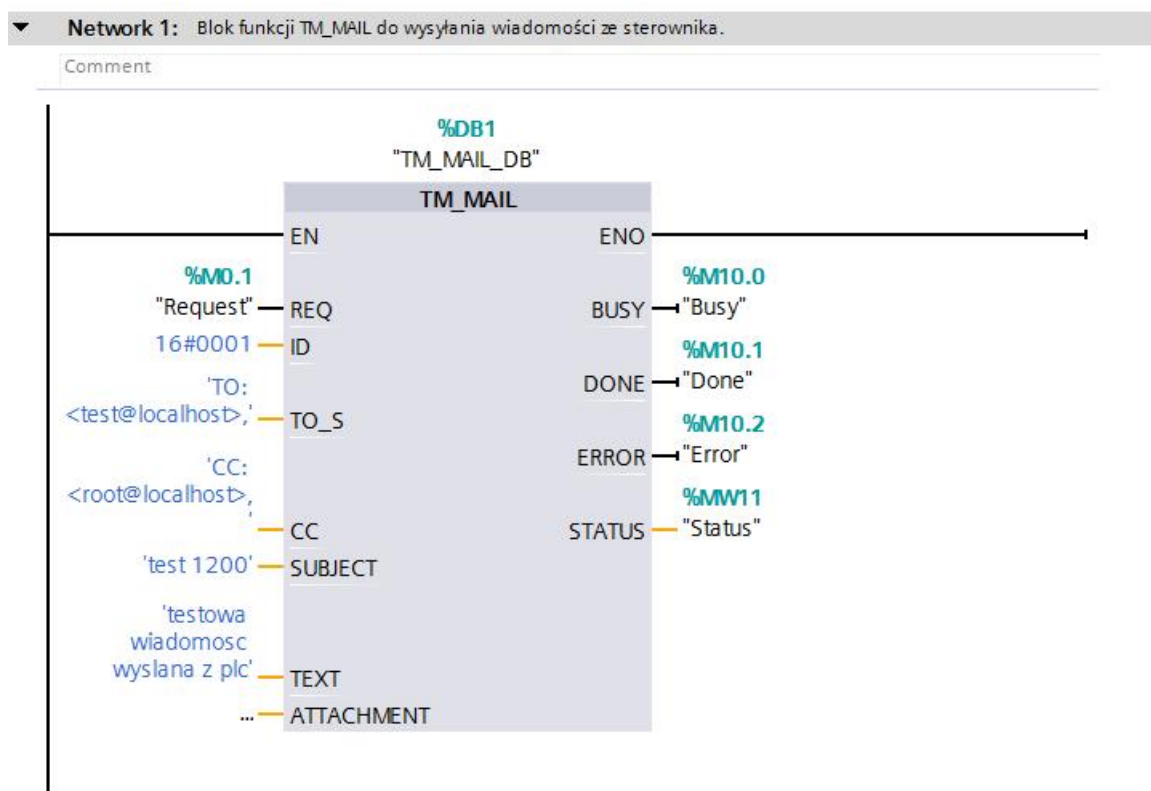 Network 1: Blok funkcji TM_MAIL do wysyłania wiadomości ze sterownika.
Comment
%DB1
"TM_MAIL_DB"
TM_MAIL
EN ENO
%M0.1 %M10.0
"Request" REQ BUSY "Busy"
16#0001 ID %M10.1
'TO: DONE "Done"
<test@localhost>,' TO_S %M10.2
'CC: ERROR "Error"
<root@localhost>, %MW11
' CC STATUS "Status"
'test 1200' SUBJECT
'testowa
wiadomosc
wyslana z plc' TEXT
... ATTACHMENT